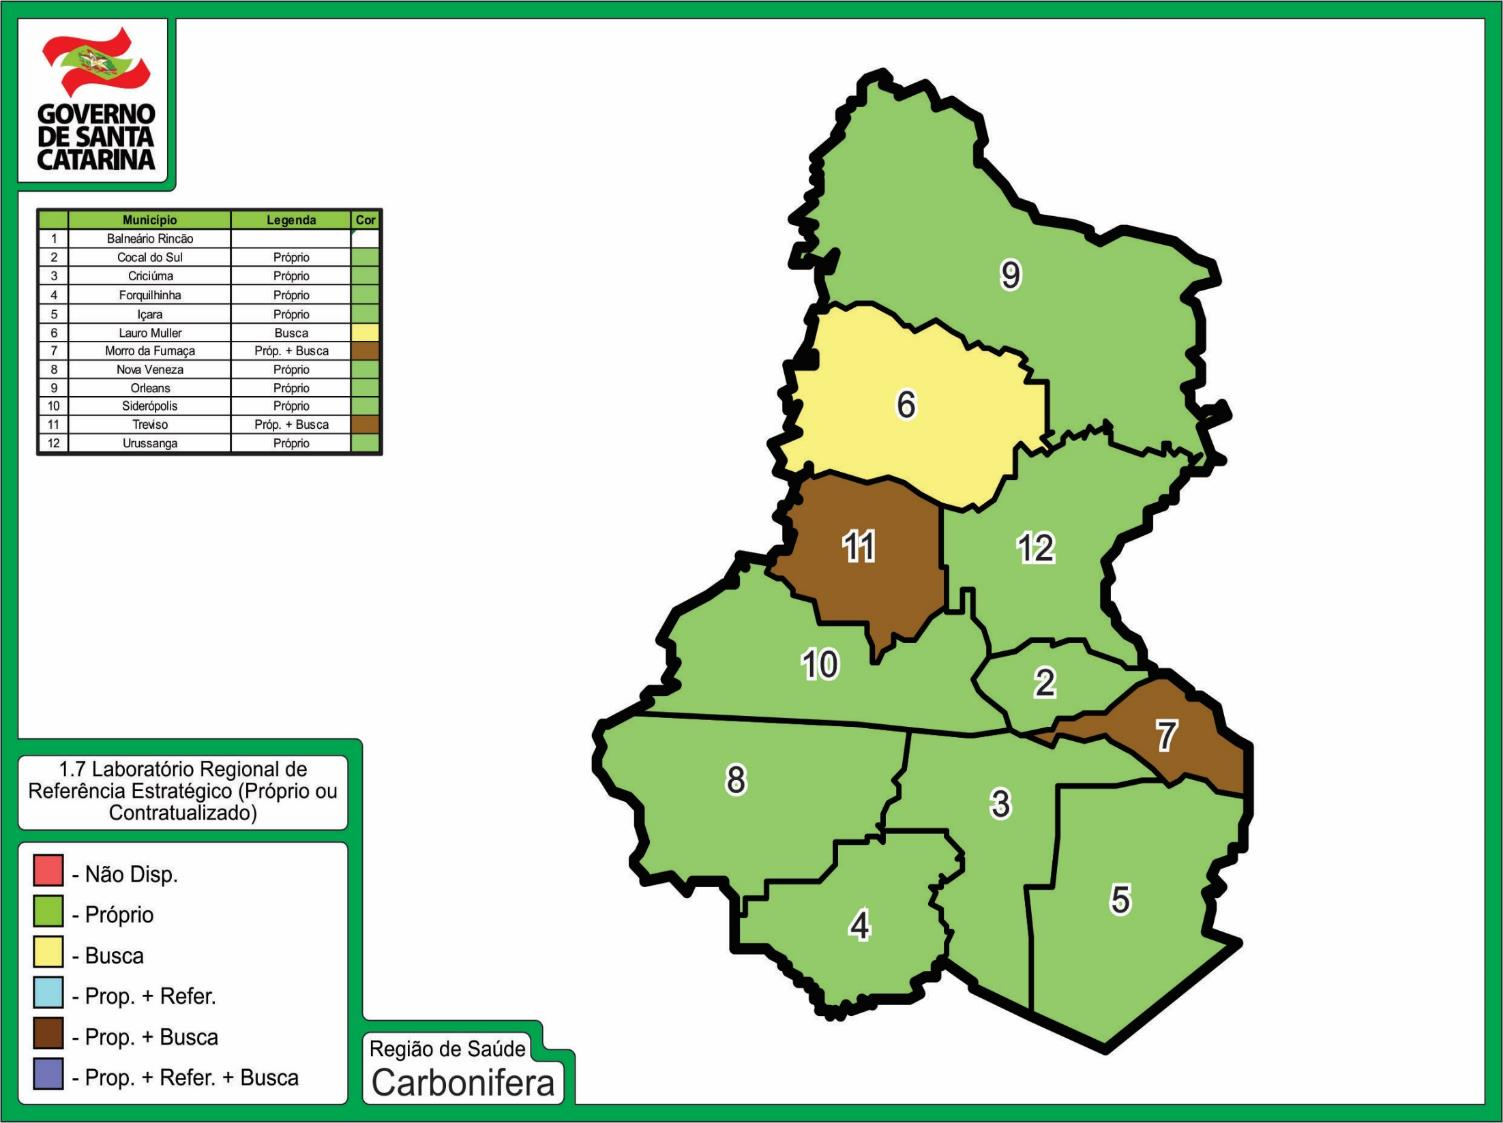 GOVERNO
DE SANTA
CATARINA
Município Legenda Cor
1 Balneário Rincão
2 Cocal do Sul Próprio
3 Criciúma Próprio
4 Forquilhinha Próprio
5 Içara Próprio
6 Lauro Muller Busca
7 Morro da Fumaça Próp. + Busca
8 Nova Veneza Próprio
9 Orleans Próprio
10 Siderópolis Próprio
11 Treviso Próp. + Busca
12 Urussanga Próprio
9
6
11
12
10
2
7
8
3
5
4
1.7 Laboratório Regional de
Referência Estratégico (Próprio ou
Contratualizado)
- Não Disp.
- Próprio
- Busca
- Prop. + Refer.
- Prop. + Busca
- Prop. + Refer. + Busca
Região de Saúde
Carbonifera